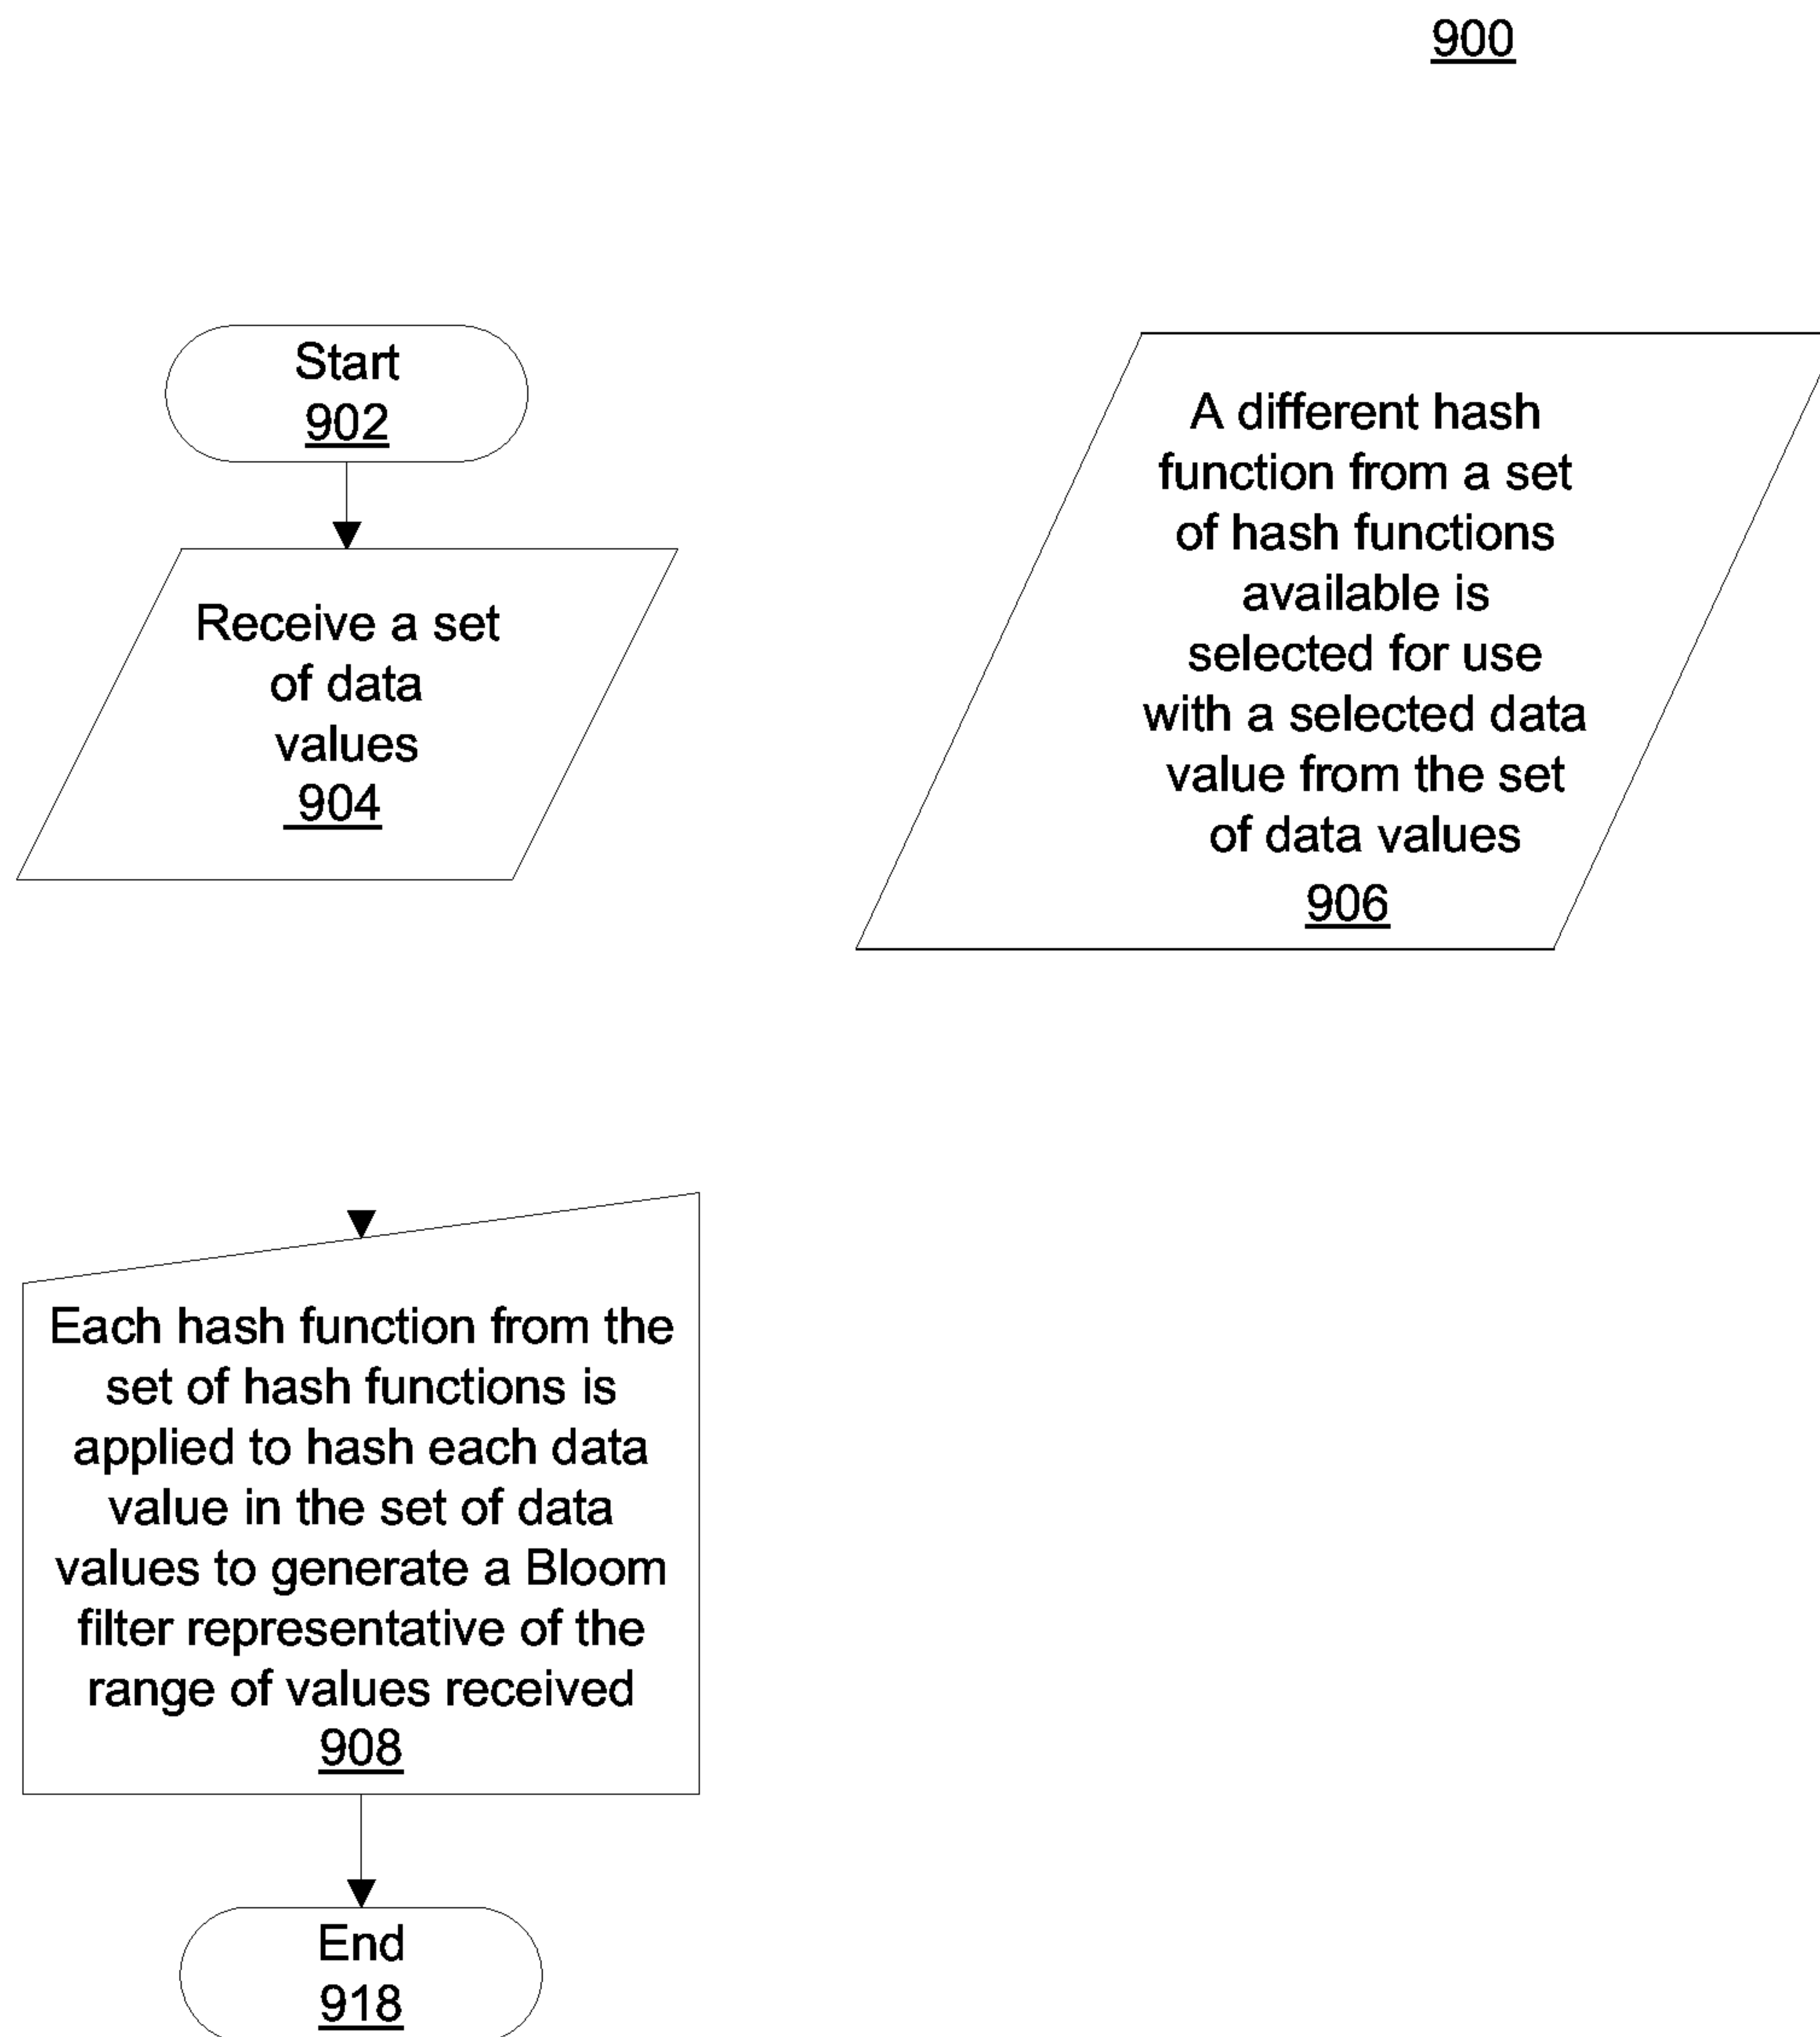 900
Start
902
Receive a set
of data
values
904
A different hash
function from a set
of hash functions
available is
selected for use
with a selected data
value from the set
of data values
906
Each hash function from the
set of hash functions is
applied to hash each data
value in the set of data
values to generate a Bloom
filter representative of the
range of values received
908
End
918